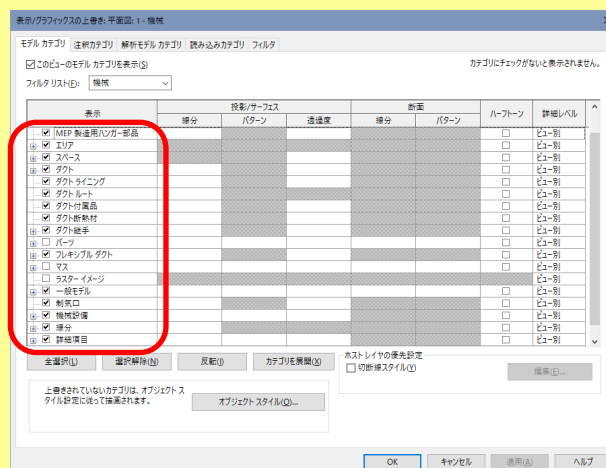 表示/グラフィックスの上書き: 平面図: 1 - 機械
モデル カテゴリ 注釈カテゴリ 解析モデル カテゴリ 読み込みカテゴリ フィルタ
このビューのモデル カテゴリを表示(S) カテゴリにチェックがないと表示されません。
フィルタ リスト(F): 機械
表示 投影/サーフェス 断面 ハーフトーン 詳細レベル
線分 パターン 透過度 線分 パターン
MEP 製造用ハンガー部品 ビュー別
エリア ビュー別
スペース ビュー別
ダクト ビュー別
ダクト ライニング ビュー別
ダクト ルート ビュー別
ダクト付属品 ビュー別
ダクト断熱材 ビュー別
ダクト継手 ビュー別
パーツ ビュー別
フレキシブル ダクト ビュー別
マス ビュー別
ラスター イメージ ビュー別
一般モデル ビュー別
制気口 ビュー別
機械設備 ビュー別
線分 ビュー別
詳細項目 ビュー別
全選択(L) 選択解除(N) 反転(I) カテゴリを展開(X)
ホスト レイヤの優先設定
切断線スタイル(Y)
編集(E)...
上書きされていないカテゴリは、オブジェクト ス
タイル設定に従って描画されます。
オブジェクト スタイル(O)...
OK キャンセル 適用(A) ヘルプ